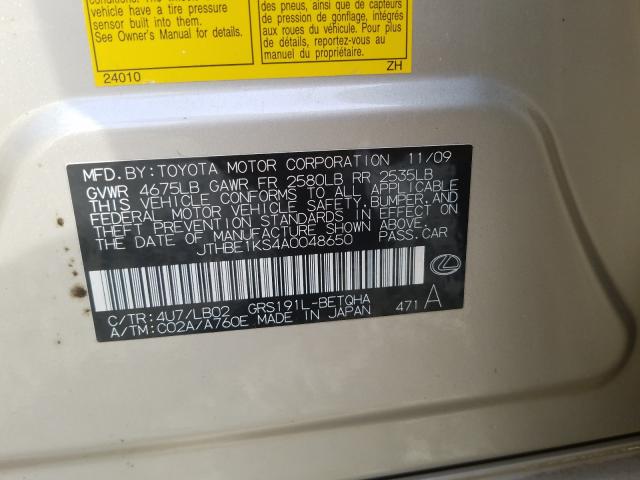 conditions.
have a tire pressure
sensor built into them.
See Owner's Manual for details.
24010
des pneus, ainsi que de capteurs
de pression de gonflage, intégrés
aux roues du véhicule. Pour plus
de détails, reportez-vous au
manuel du propriétaire.
ZH
MFD. BY: TOYOTA MOTOR CORPORATION 11/09
GVWR 4675LB GAWR FR 2580LB RR 2535LB
THIS VEHICLE CONFORMS TO ALL APPLICABLE
FEDERAL MOTOR VEHICLE SAFETY, BUMPER, AND
THEFT PREVENTION STANDARDS IN EFFECT ON
THE DATE OF MANUFACTURE SHOWN ABOVE.
JTHBE1KS4A0048650 PASS. CAR
C/TR: 4U7/LB02 GRS191L-BETQHA
A/TM: C02A/A760E MADE IN JAPAN 471 A